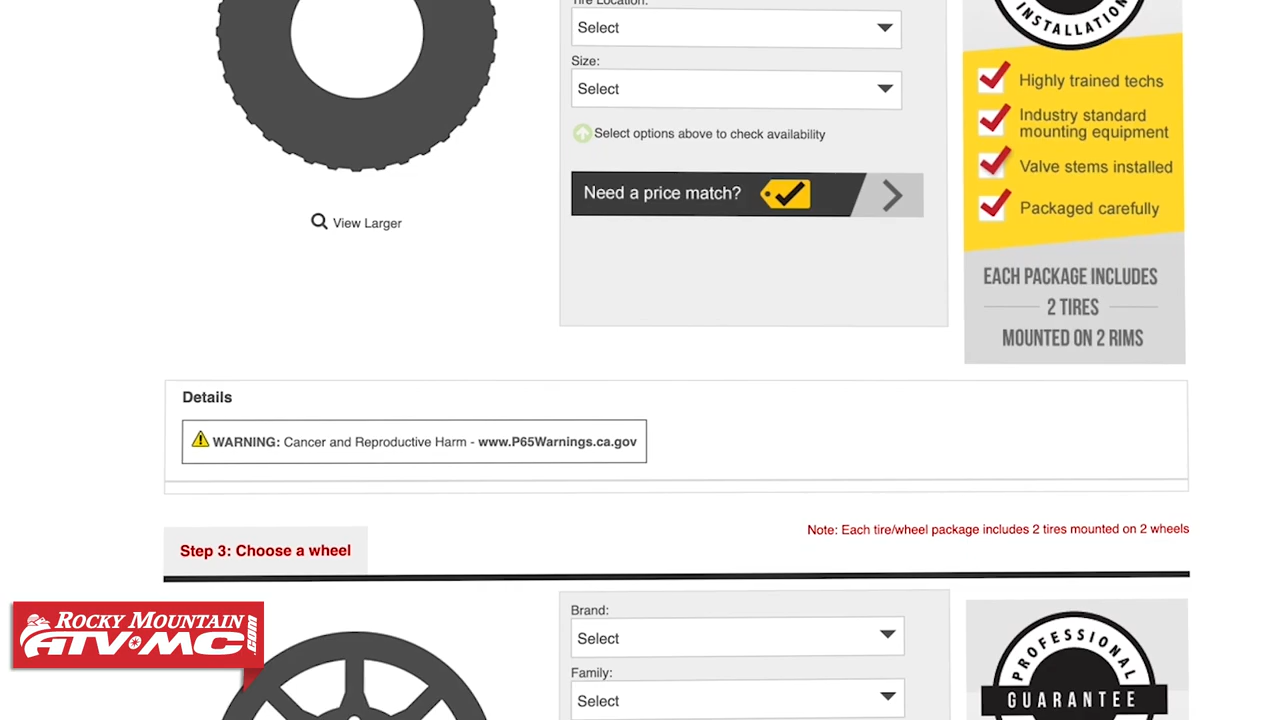 Tire Location:
Select
Size:
Select
Select options above to check availability
Need a price match?
View Larger
INSTALLATION
Highly trained techs
Industry standard
mounting equipment
Valve stems installed
Packaged carefully
EACH PACKAGE INCLUDES
2 TIRES
MOUNTED ON 2 RIMS
Details
WARNING: Cancer and Reproductive Harm - www.P65Warnings.ca.gov
Note: Each tire/wheel package includes 2 tires mounted on 2 wheels
Step 3: Choose a wheel
Brand:
Select
Family:
Select
PROFESSIONAL
GUARANTEE
ROCKY MOUNTAIN
ATV•MC.com